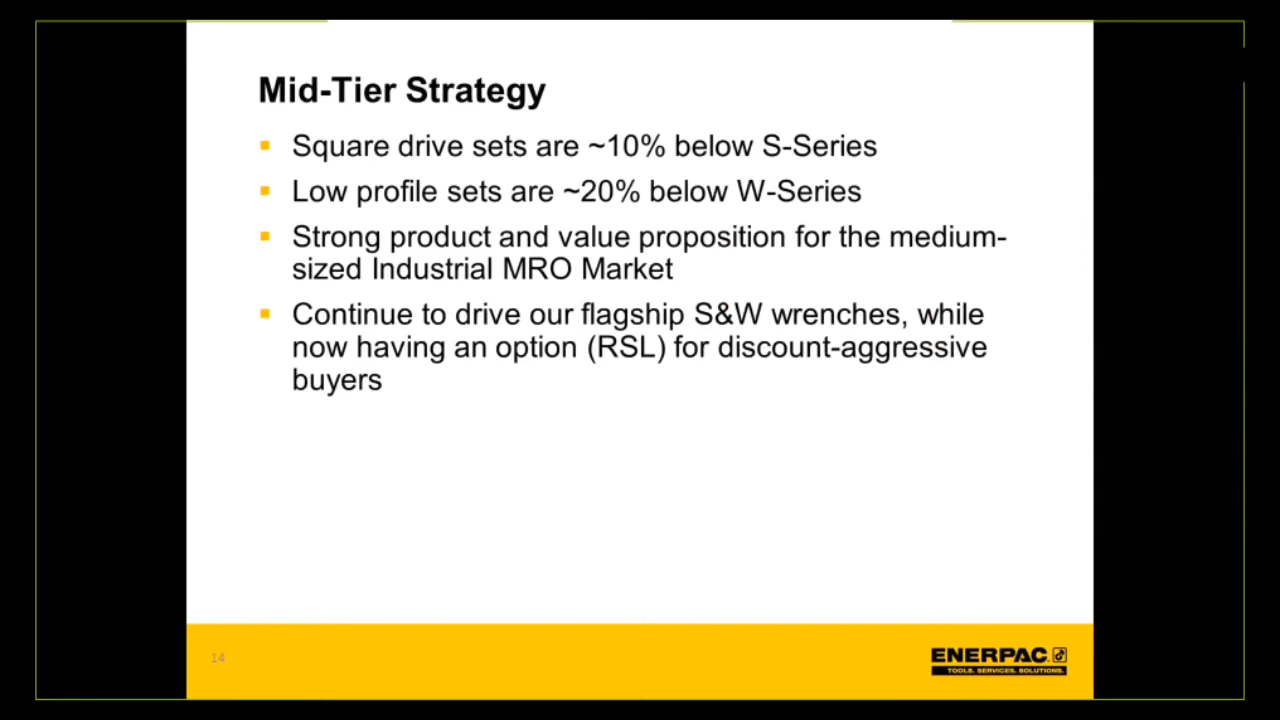 Mid-Tier Strategy
Square drive sets are ~10% below S-Series
Low profile sets are ~20% below W-Series
Strong product and value proposition for the medium-
sized Industrial MRO Market
Continue to drive our flagship S&W wrenches, while
now having an option (RSL) for discount-aggressive
buyers
14
ENERPAC
TOOLS. SERVICES. SOLUTIONS.